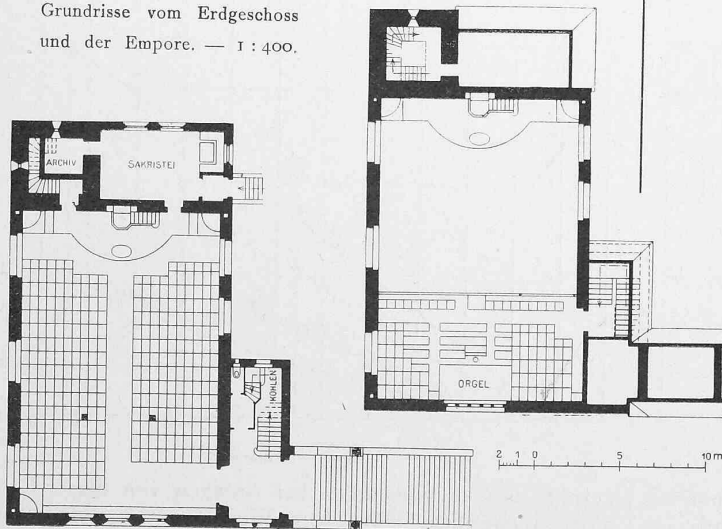 Grundrisse vom Erdgeschoss
und der Empore. — 1 : 400.
ARCHIV
SAKRISTEI
KOHLEN
ORGEL
2 1 0 5 10 m